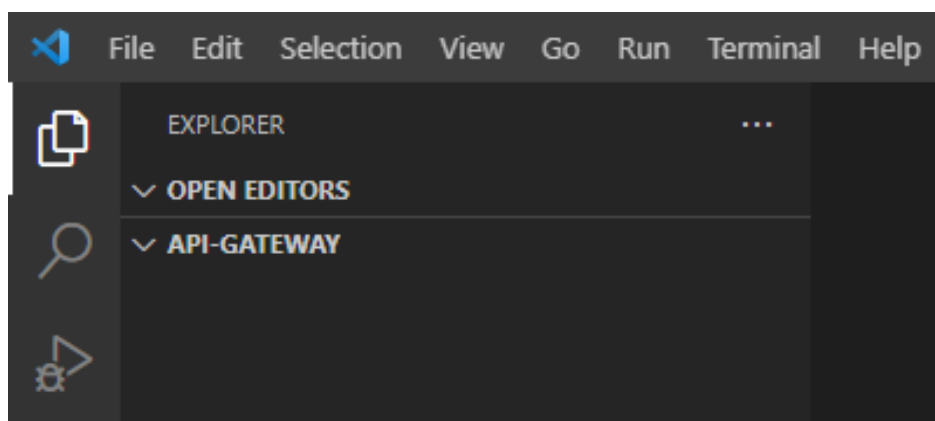 File Edit Selection View Go Run Terminal Help
EXPLORER
OPEN EDITORS
API-GATEWAY